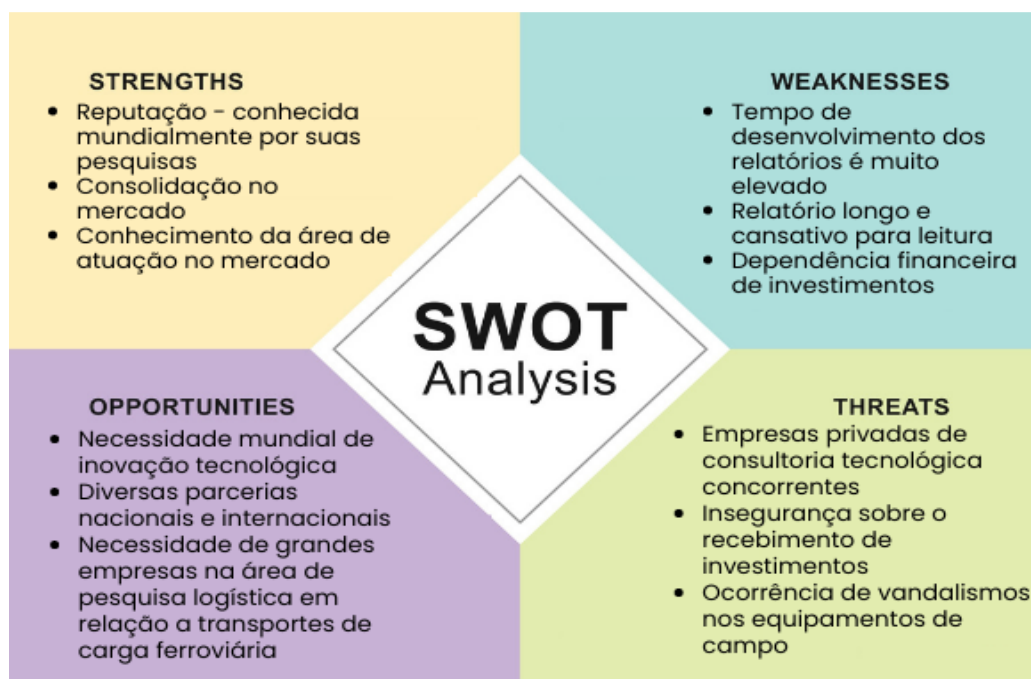 STRENGTHS
• Reputação - conhecida
mundialmente por suas
pesquisas
• Consolidação no
mercado
• Conhecimento da área de
atuação no mercado
WEAKNESSES
• Tempo de
desenvolvimento dos
relatórios é muito
elevado
• Relatório longo e
cansativo para leitura
• Dependência financeira
de investimentos
SWOT
Analysis
OPPORTUNITIES
• Necessidade mundial de
inovação tecnológica
• Diversas parcerias
nacionais e internacionais
• Necessidade de grandes
empresas na área de
pesquisa logística em
relação a transportes de
carga ferroviária
THREATS
• Empresas privadas de
consultoria tecnológica
concorrentes
• Insegurança sobre o
recebimento de
investimentos
• Ocorrência de vandalismos
nos equipamentos de
campo